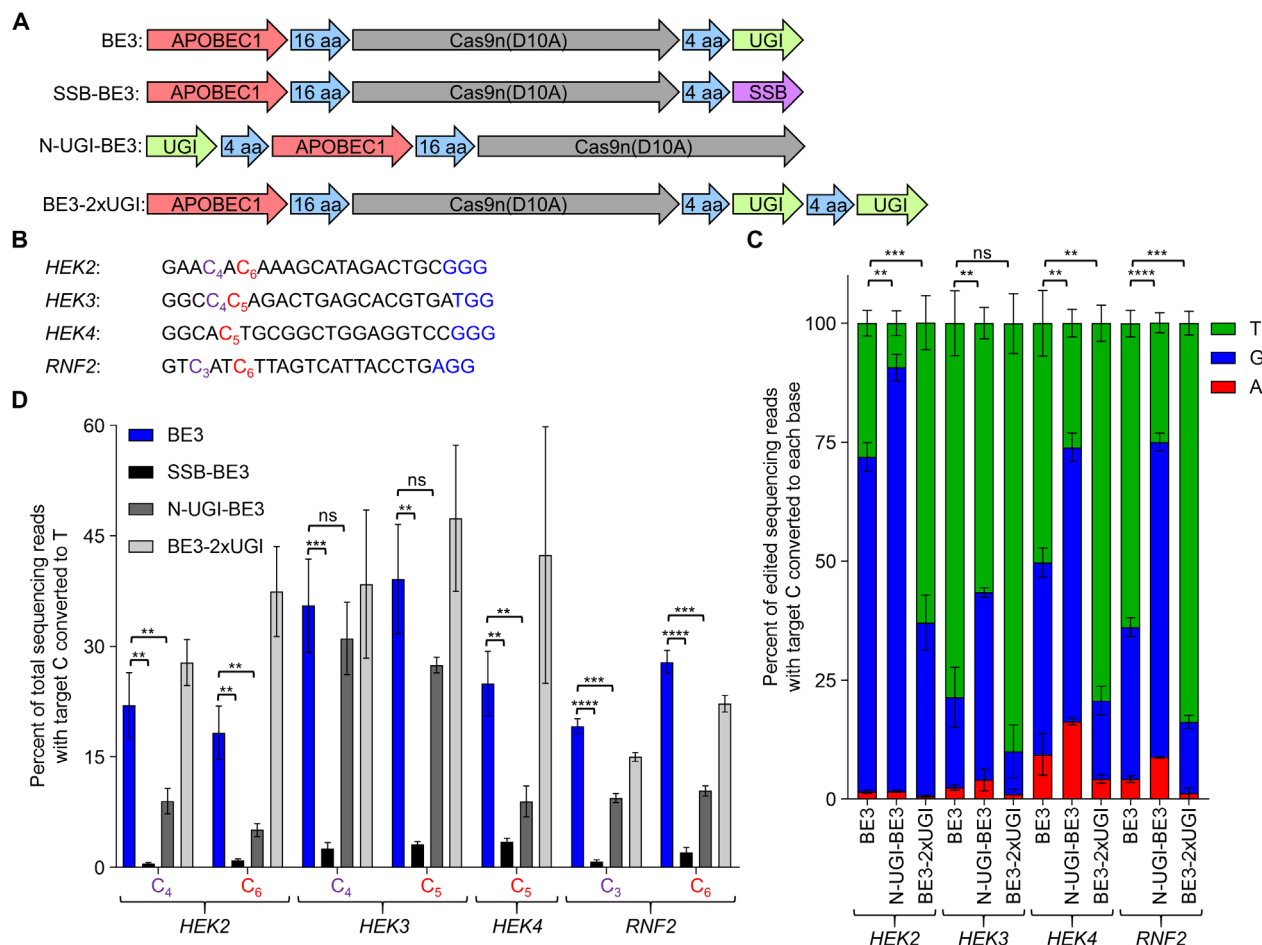 A
BE3: APOBEC1 16 aa Cas9n(D10A) 4 aa UGI
SSB-BE3: APOBEC1 16 aa Cas9n(D10A) 4 aa SSB
N-UGI-BE3: UGI 4 aa APOBEC1 16 aa Cas9n(D10A)
BE3-2xUGI: APOBEC1 16 aa Cas9n(D10A) 4 aa UGI 4 aa UGI
B
HEK2: GAAC4AC6AAAGCATAGACTGCGGG
HEK3: GGCC4C5AGACTGAGCACGTGATGG
HEK4: GGCAC5TGCGGCTGGAGGTCCGGG
RNF2: GTC3ATC6TTAGTCATTACCTGAGG
C
Percent of edited sequencing reads
with target C converted to each base
100
75
50
25
0
*** ns ** ***
** ** ** ****
T
G
A
BE3 N-UGI-BE3 BE3-2xUGI BE3 N-UGI-BE3 BE3-2xUGI BE3 N-UGI-BE3 BE3-2xUGI BE3 N-UGI-BE3 BE3-2xUGI
HEK2 HEK3 HEK4 RNF2
D
Percent of total sequencing reads
with target C converted to T
60
45
30
15
0
BE3
SSB-BE3
N-UGI-BE3
BE3-2xUGI
** ** ns ns ** *** ***
** ** *** ** ** **** ****
C4 C6 C4 C5 C5 C3 C6
HEK2 HEK3 HEK4 RNF2